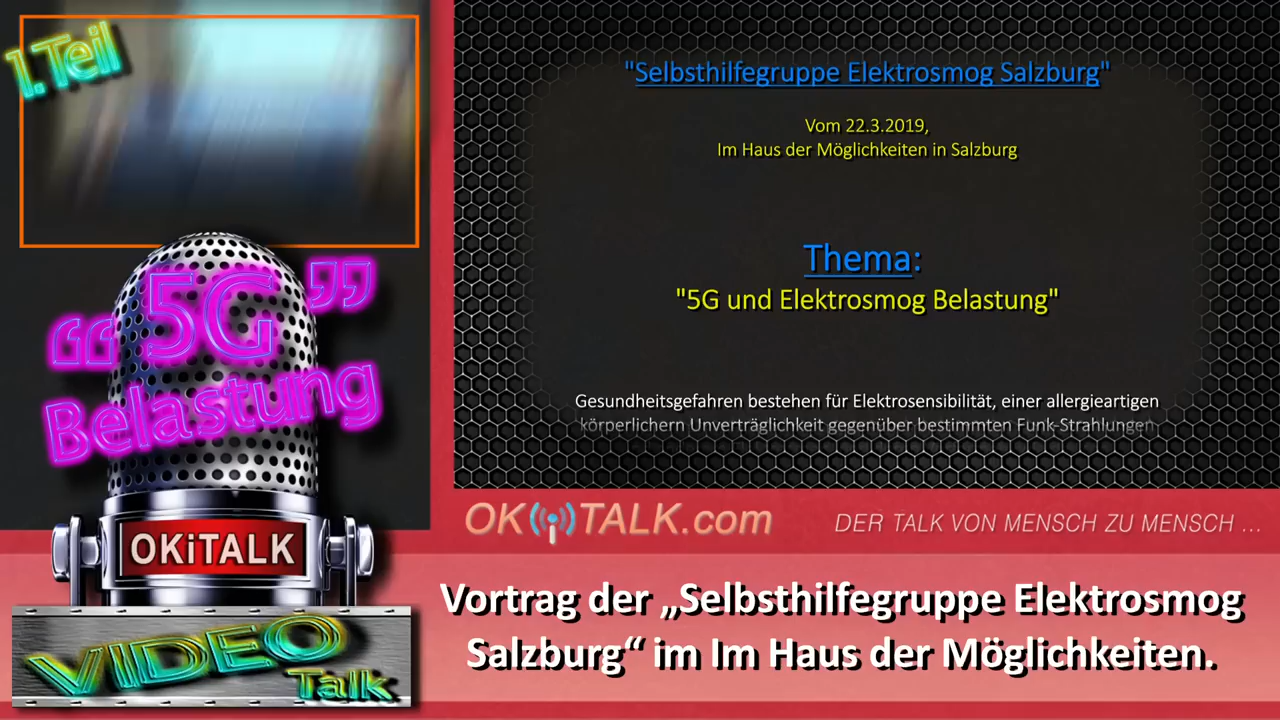 1.Teil
"Selbsthilfegruppe Elektrosmog Salzburg"
Vom 22.3.2019,
Im Haus der Möglichkeiten in Salzburg
Thema:
"5G und Elektrosmog Belastung"
Gesundheitsgefahren bestehen für Elektrosensibilität, einer allergieartigen
körperlichern Unverträglichkeit gegenüber bestimmten Funk-Strahlungen
“ 5G ”
Belastung
OKiTALK
VIDEO
Talk
OKiTALK.com
DER TALK VON MENSCH ZU MENSCH ...
Vortrag der „Selbsthilfegruppe Elektrosmog
Salzburg“ im Im Haus der Möglichkeiten.